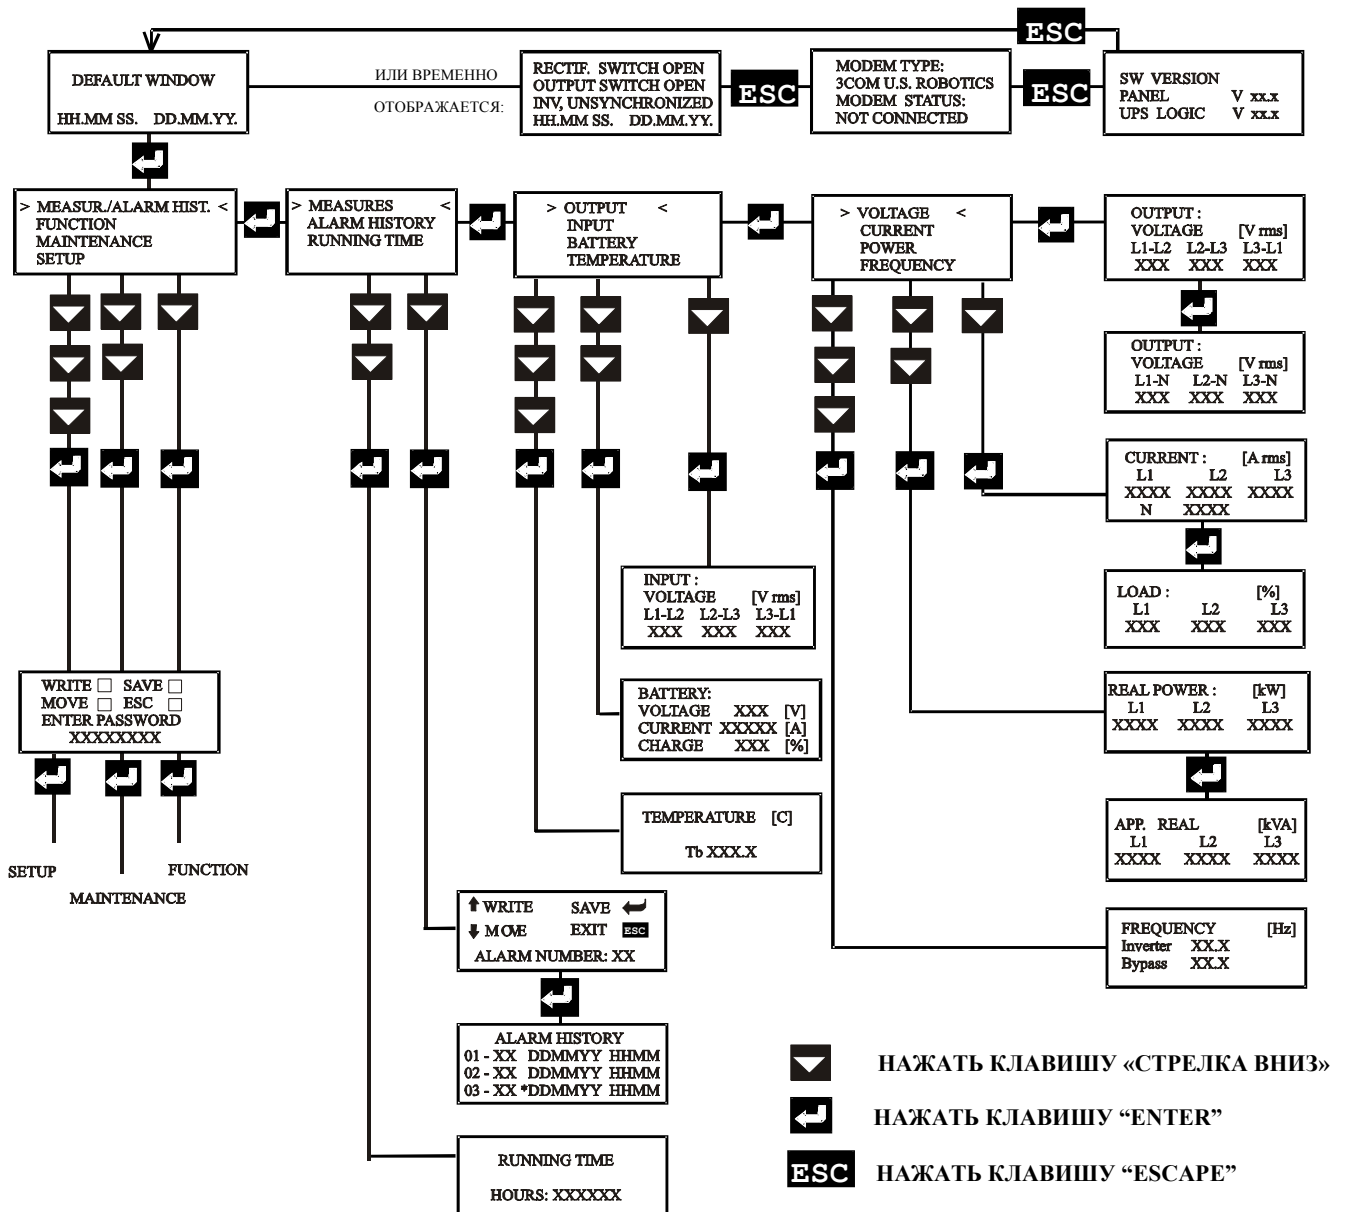 ESC
DEFAULT WINDOW
HH.MM SS. DD.MM.YY.
ИЛИ ВРЕМЕННО
ОТОБРАЖАЕТСЯ:
RECTIF. SWITCH OPEN
OUTPUT SWITCH OPEN
INV, UNSYNCHRONIZED
HH.MM SS. DD.MM.YY.
ESC
MODEM TYPE:
3COM U.S. ROBOTICS
MODEM STATUS:
NOT CONNECTED
ESC
SW VERSION
PANEL V xx.x
UPS LOGIC V xx.x
> MEASUR./ALARM HIST. <
FUNCTION
MAINTENANCE
SETUP
> MEASURES <
ALARM HISTORY
RUNNING TIME
> OUTPUT <
INPUT
BATTERY
TEMPERATURE
> VOLTAGE <
CURRENT
POWER
FREQUENCY
OUTPUT :
VOLTAGE [V rms]
L1-L2 L2-L3 L3-L1
XXX XXX XXX
OUTPUT :
VOLTAGE [V rms]
L1-N L2-N L3-N
XXX XXX XXX
CURRENT : [A rms]
L1 L2 L3
XXXX XXXX XXXX
N XXXX
LOAD : [%]
L1 L2 L3
XXX XXX XXX
INPUT :
VOLTAGE [V rms]
L1-L2 L2-L3 L3-L1
XXX XXX XXX
BATTERY:
VOLTAGE XXX [V]
CURRENT XXXXX [A]
CHARGE XXX [%]
TEMPERATURE [C]
Tb XXX.X
REAL POWER : [kW]
L1 L2 L3
XXXX XXXX XXXX
APP. REAL [kVA]
L1 L2 L3
XXXX XXXX XXXX
FREQUENCY [Hz]
Inverter XX.X
Bypass XX.X
WRITE SAVE
MOVE ESC
ENTER PASSWORD
XXXXXXXX
SETUP
MAINTENANCE
FUNCTION
WRITE SAVE
MOVE EXIT ESC
ALARM NUMBER: XX
ALARM HISTORY
01 - XX DDMMYY HHMM
02 - XX DDMMYY HHMM
03 - XX *DDMMYY HHMM
RUNNING TIME
HOURS: XXXXXX
НАЖАТЬ КЛАВИШУ «СТРЕЛКА ВНИЗ»
НАЖАТЬ КЛАВИШУ “ENTER”
ESC НАЖАТЬ КЛАВИШУ “ESCAPE”